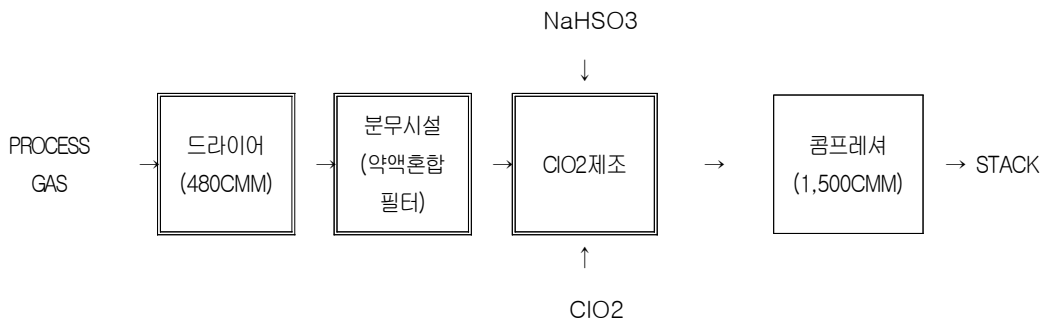 NaHSO3
↓
PROCESS
GAS
→
드라이어
(480CMM)
→
분무시설
(약액혼합
필터)
→
ClO2제조
→
콤프레셔
(1,500CMM)
→ STACK
↑
ClO2